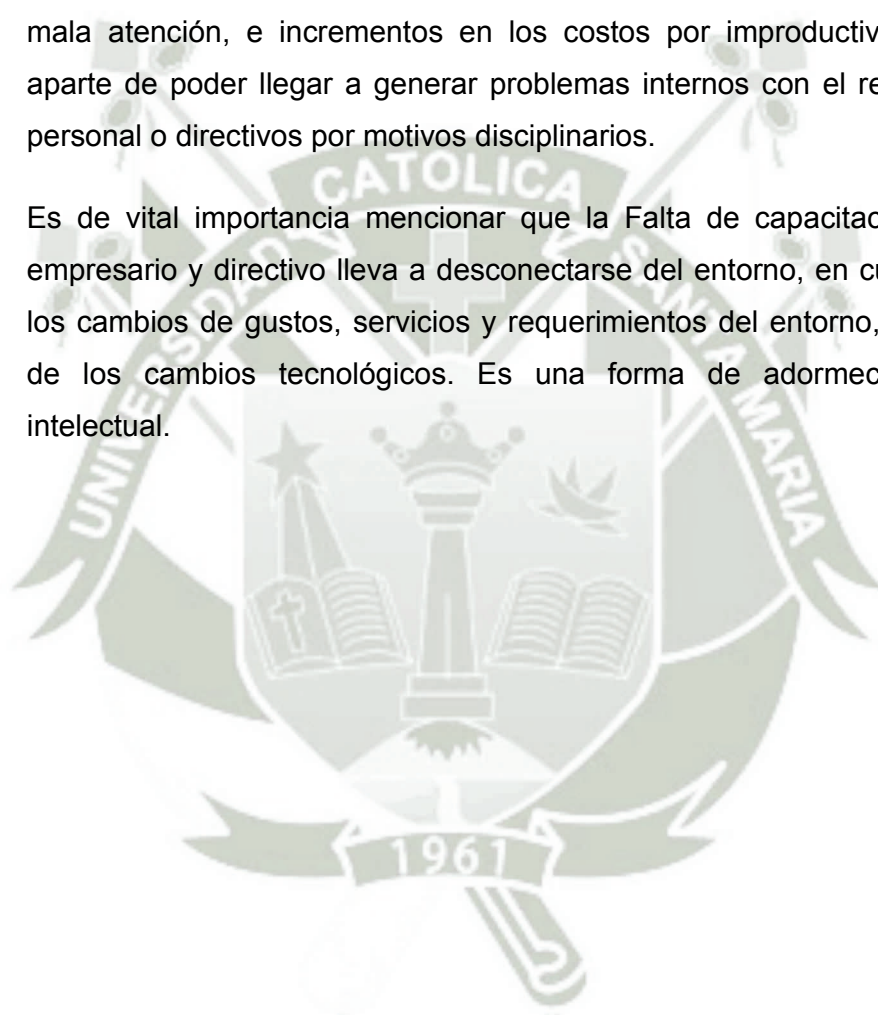 mala atención, e incrementos en los costos por improductiv
aparte de poder llegar a generar problemas internos con el re
personal o directivos por motivos disciplinarios.
Es de vital importancia mencionar que la Falta de capacitac
empresario y directivo lleva a desconectarse del entorno, en cu
los cambios de gustos, servicios y requerimientos del entorno,
de los cambios tecnológicos. Es una forma de adormec
intelectual.
UNIVERSIDAD CATOLICA SANTA MARIA
1961